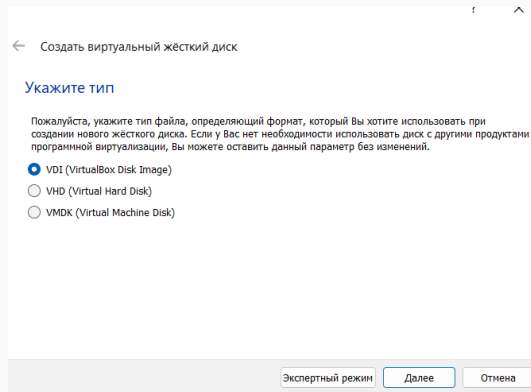 ?
← Создать виртуальный жёсткий диск
Укажите тип
Пожалуйста, укажите тип файла, определяющий формат, который Вы хотите использовать при
создании нового жёсткого диска. Если у Вас нет необходимости использовать диск с другими продуктами
программной виртуализации, Вы можете оставить данный параметр без изменений.
VDI (VirtualBox Disk Image)
VHD (Virtual Hard Disk)
VMDK (Virtual Machine Disk)
Экспертный режим Далее Отмена